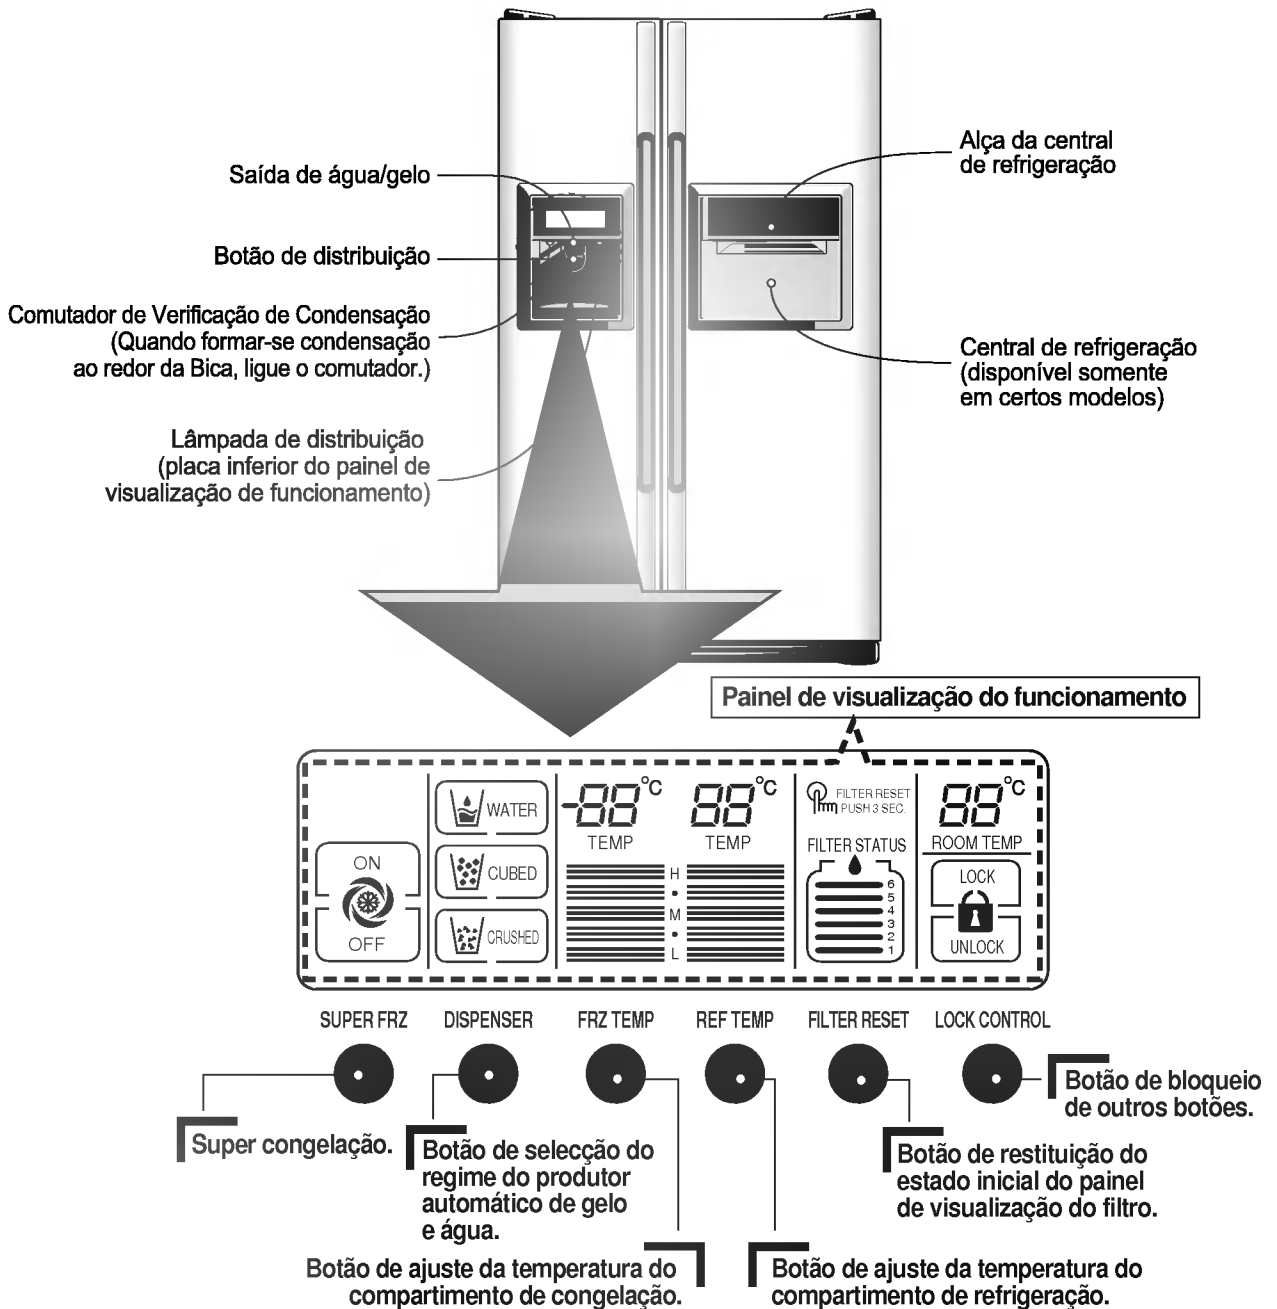 Saída de água/gelo
Botão de distribuição
Comutador de Verificação de Condensação
(Quando formar-se condensação
ao redor da Bica, ligue o comutador.)
Lâmpada de distribuição
(placa inferior do painel de
visualização de funcionamento)
Alça da central
de refrigeração
Central de refrigeração
(disponível somente
em certos modelos)
Painel de visualização do funcionamento
ON
OFF
WATER
CUBED
CRUSHED
-88°C
TEMP
88°C
TEMP
H
M
L
FILTER RESET
PUSH 3 SEC.
FILTER STATUS
6
5
4
3
2
1
88°C
ROOM TEMP
LOCK
UNLOCK
SUPER FRZ
DISPENSER
FRZ TEMP
REF TEMP
FILTER RESET
LOCK CONTROL
Super congelação.
Botão de selecção do
regime do produtor
automático de gelo
e água.
Botão de ajuste da temperatura do
compartimento de congelação.
Botão de ajuste da temperatura do
compartimento de refrigeração.
Botão de restituição do
estado inicial do painel
de visualização do filtro.
Botão de bloqueio
de outros botões.